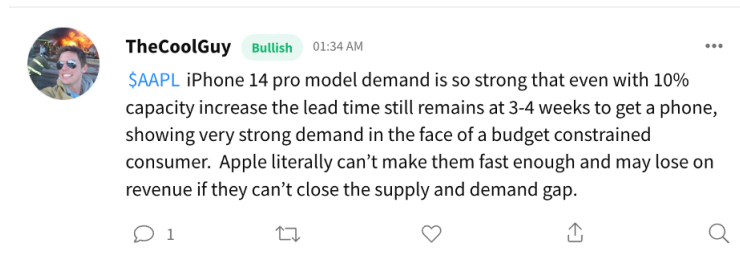 TheCoolGuy Bullish 01:34 AM
$AAPL iPhone 14 pro model demand is so strong that even with 10%
capacity increase the lead time still remains at 3-4 weeks to get a phone,
showing very strong demand in the face of a budget constrained
consumer.  Apple literally can’t make them fast enough and may lose on
revenue if they can’t close the supply and demand gap.
1